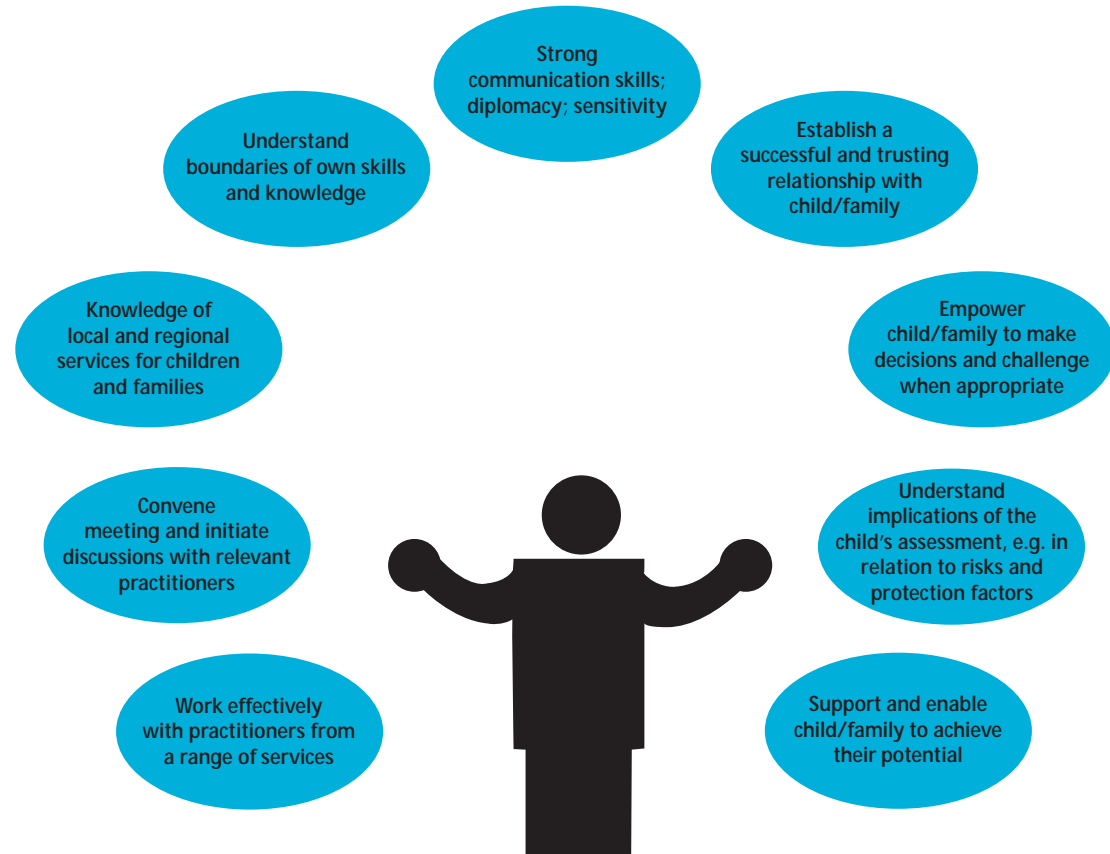 Strong
communication skills;
diplomacy; sensitivity
Understand
boundaries of own skills
and knowledge
Establish a
successful and trusting
relationship with
child/family
Knowledge of
local and regional
services for children
and families
Empower
child/family to make
decisions and challenge
when appropriate
Convene
meeting and initiate
discussions with relevant
practitioners
Understand
implications of the
child's assessment, e.g. in
relation to risks and
protection factors
Work effectively
with practitioners from
a range of services
Support and enable
child/family to achieve
their potential